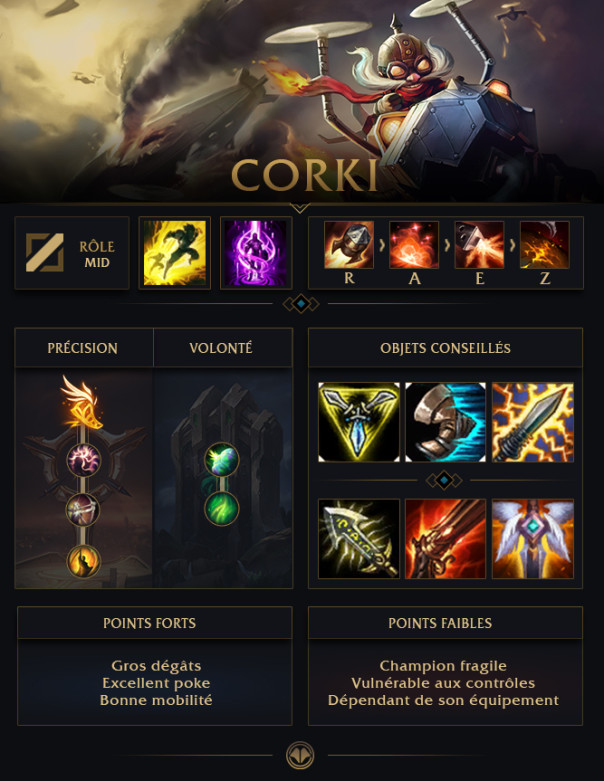 CORKI
RÔLE
MID
R
A
E
Z
PRÉCISION
VOLONTÉ
OBJETS CONSEILLÉS
POINTS FORTS
Gros dégâts
Excellent poke
Bonne mobilité
POINTS FAIBLES
Champion fragile
Vulnérable aux contrôles
Dépendant de son équipement